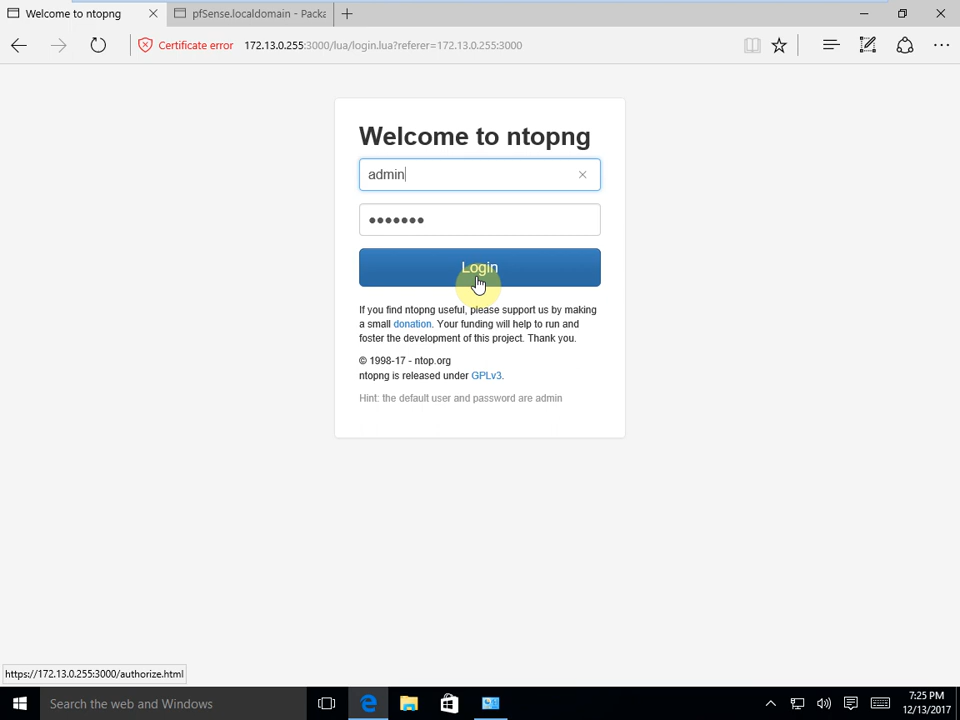 Welcome to ntopng
pfSense.localdomain - Packa
Certificate error
172.13.0.255:3000/lua/login.lua?referer=172.13.0.255:3000
Welcome to ntopng
admin
●●●●●●●
Login
If you find ntopng useful, please support us by making
a small donation. Your funding will help to run and
foster the development of this project. Thank you.
© 1998-17 - ntop.org
ntopng is released under GPLv3.
Hint: the default user and password are admin
https://172.13.0.255:3000/authorize.html
Search the web and Windows
7:25 PM
12/13/2017